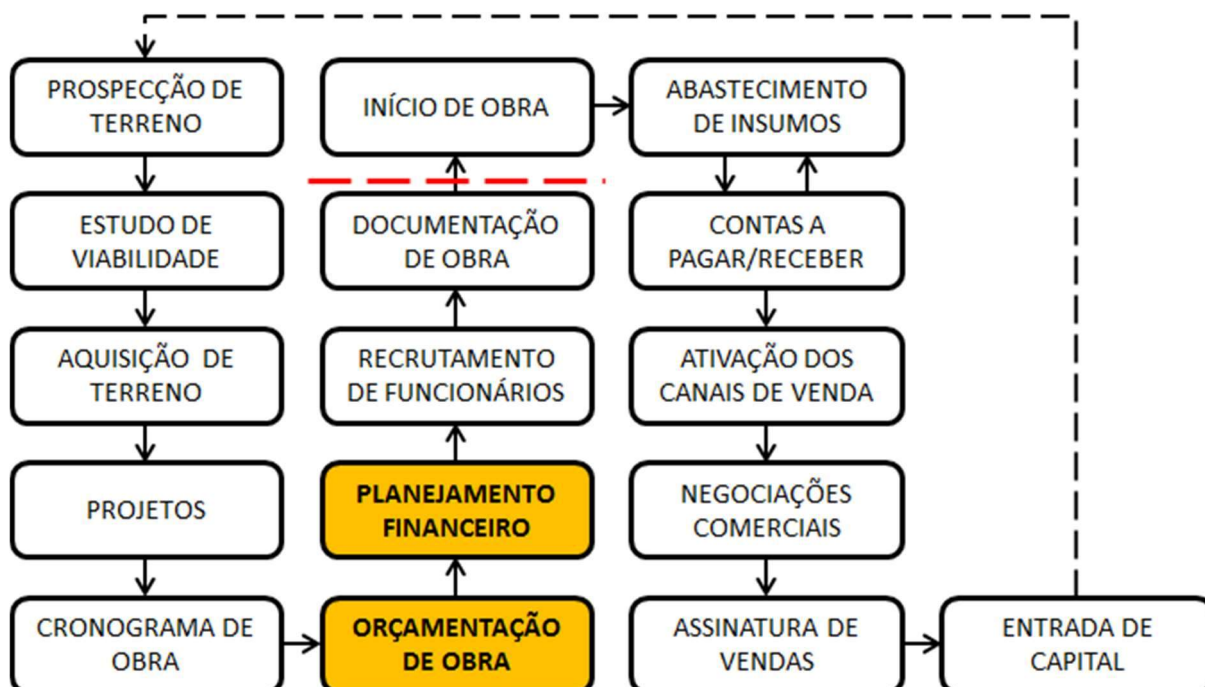 PROSPECÇÃO DE
TERRENO
ESTUDO DE
VIABILIDADE
AQUISIÇÃO DE
TERRENO
PROJETOS
CRONOGRAMA DE
OBRA
ORÇAMENTAÇÃO
DE OBRA
PLANEJAMENTO
FINANCEIRO
RECRUTAMENTO
DE FUNCIONÁRIOS
DOCUMENTAÇÃO
DE OBRA
INÍCIO DE OBRA
ABASTECIMENTO
DE INSUMOS
CONTAS A
PAGAR/RECEBER
ATIVAÇÃO DOS
CANAIS DE VENDA
NEGOCIAÇÕES
COMERCIAIS
ASSINATURA DE
VENDAS
ENTRADA DE
CAPITAL